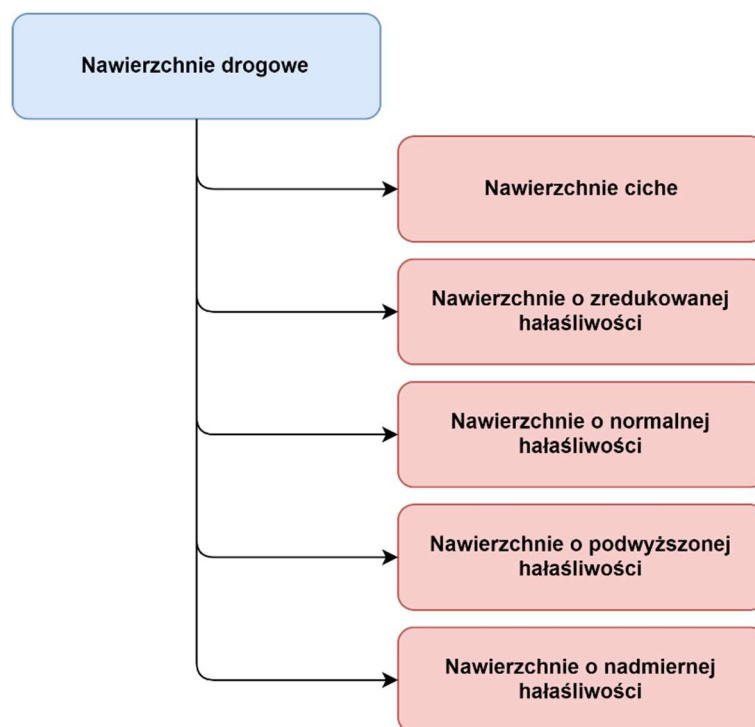 Nawierzchnie drogowe
Nawierzchnie ciche
Nawierzchnie o zredukowanej
hałaśliwości
Nawierzchnie o normalnej
hałaśliwości
Nawierzchnie o podwyższonej
hałaśliwości
Nawierzchnie o nadmiernej
hałaśliwości